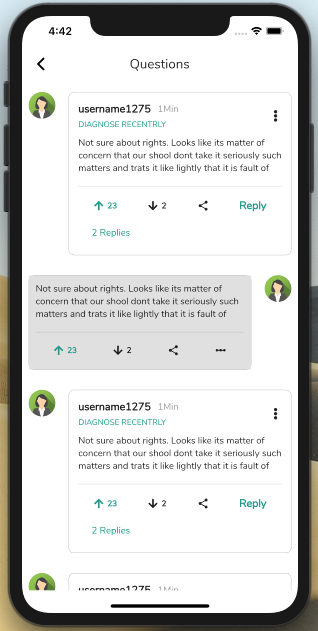 4:42
Questions
username1275 1Min
DIAGNOSE RECENTRLY
Not sure about rights. Looks like its matter of
concern that our shool dont take it seriously such
matters and trats it like lightly that it is fault of
23 2 Reply
2 Replies
Not sure about rights. Looks like its matter of
concern that our shool dont take it seriously such
matters and trats it like lightly that it is fault of
23 2
username1275 1Min
DIAGNOSE RECENTRLY
Not sure about rights. Looks like its matter of
concern that our shool dont take it seriously such
matters and trats it like lightly that it is fault of
23 2 Reply
2 Replies
username1275 1Min